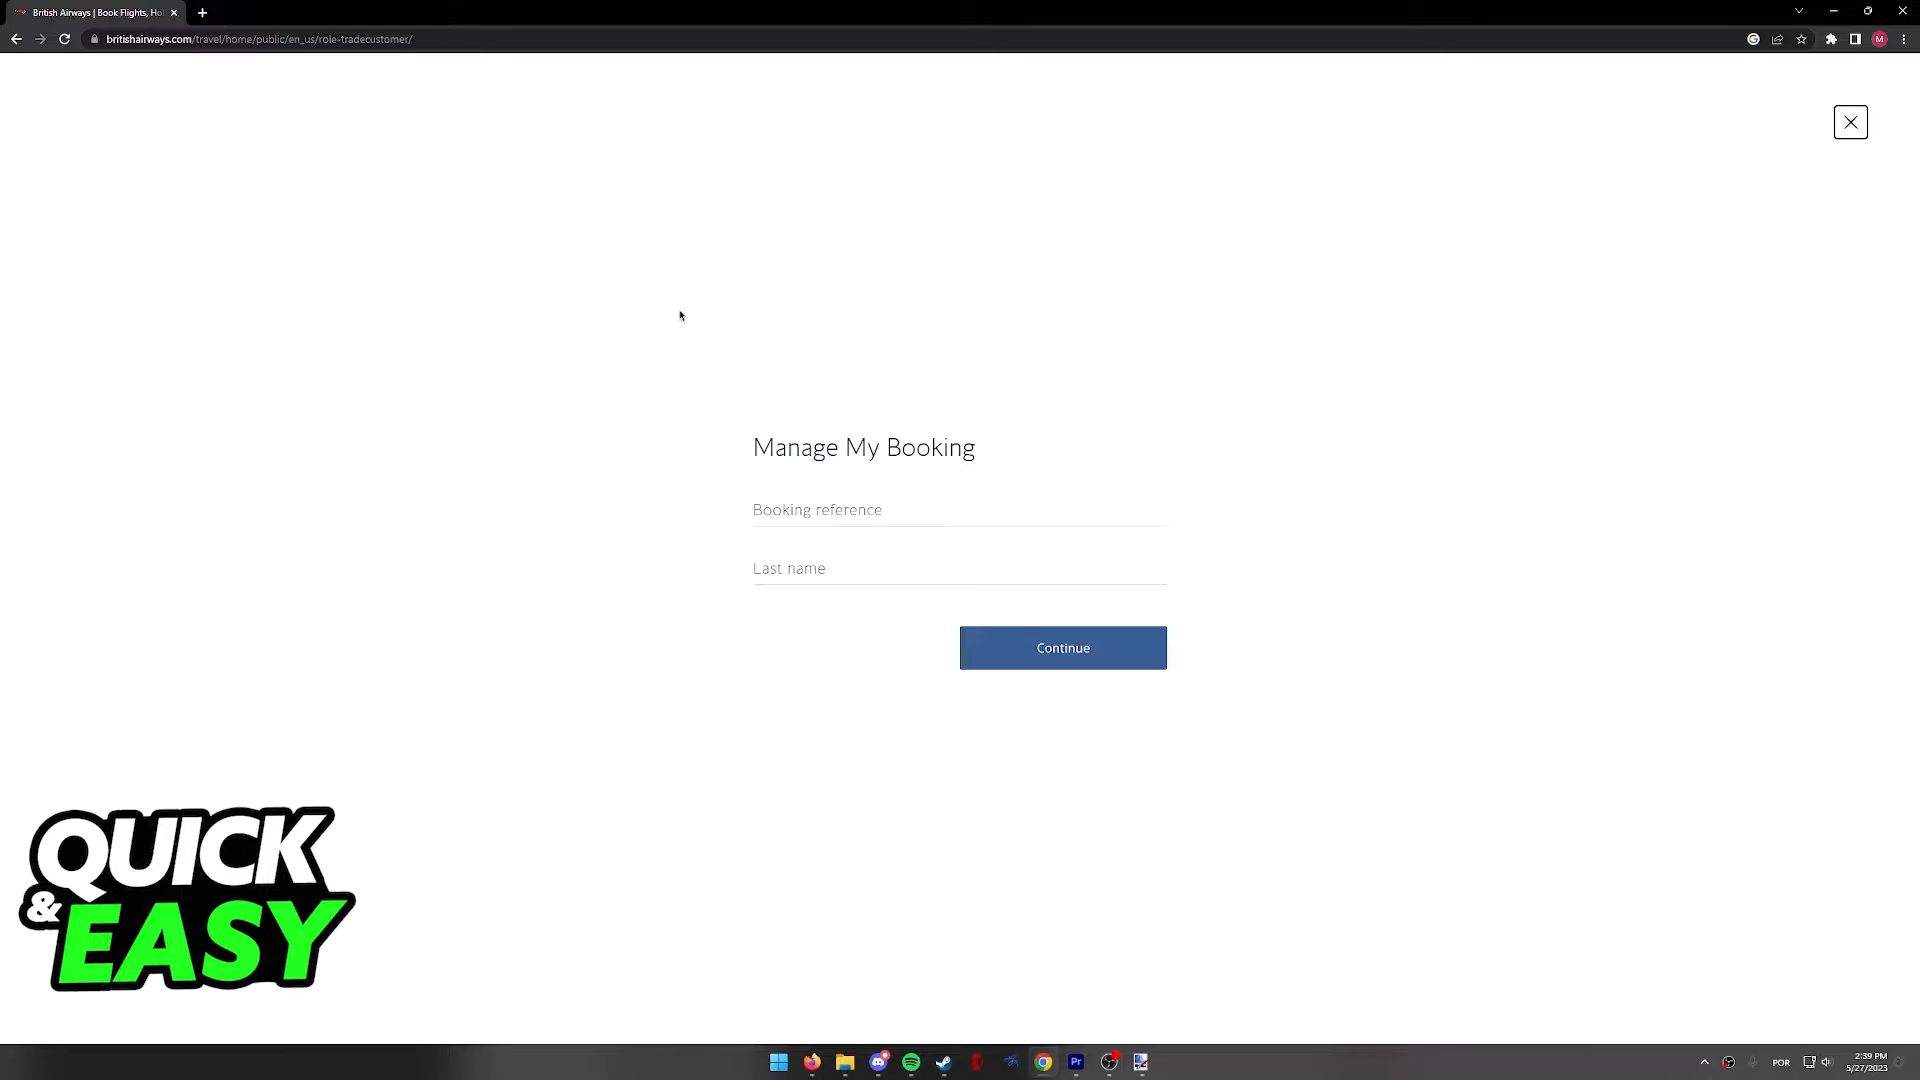 British Airways | Book Flights, Ho
britishairways.com/travel/home/public/en_us/role-tradecustomer/
M
Manage My Booking
Booking reference
Last name
Continue
QUICK
& EASY
Pr
POR
2:39 PM
5/27/2023